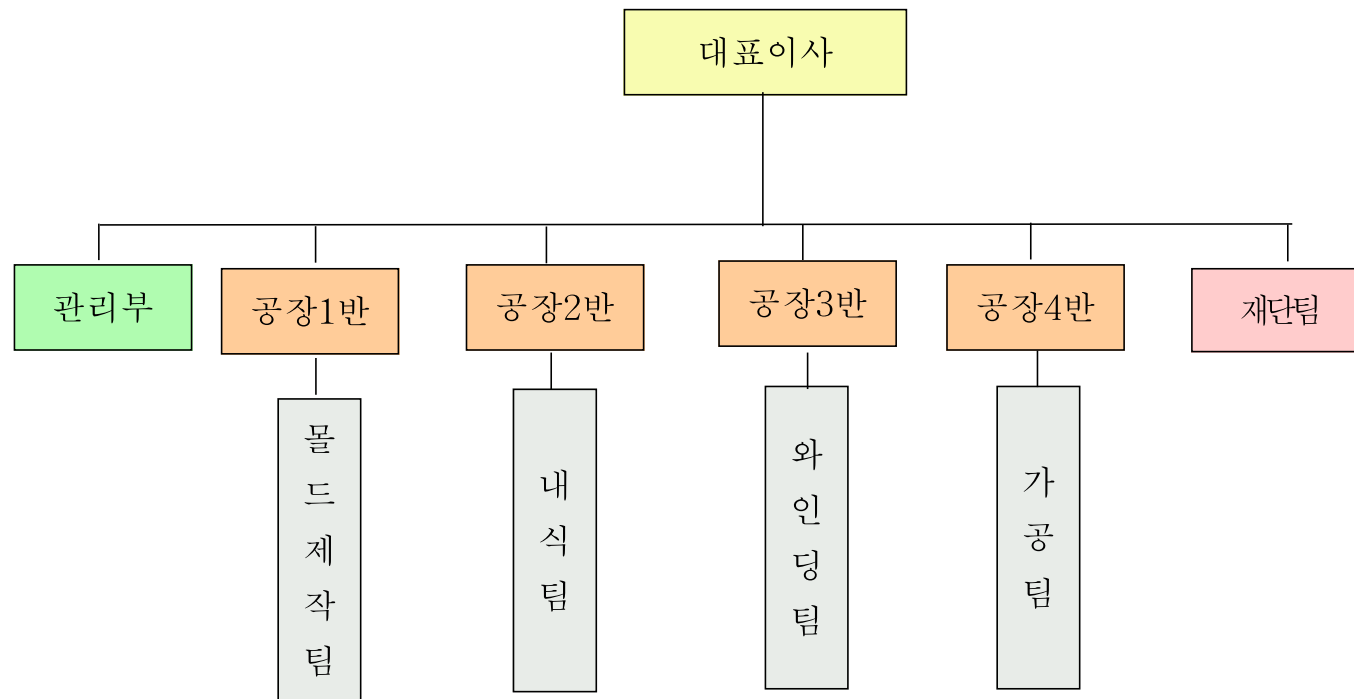 대표이사
관리부
공장1반
공장2반
공장3반
공장4반
재단팀
몰드제작팀
내식팀
와인딩팀
가공팀